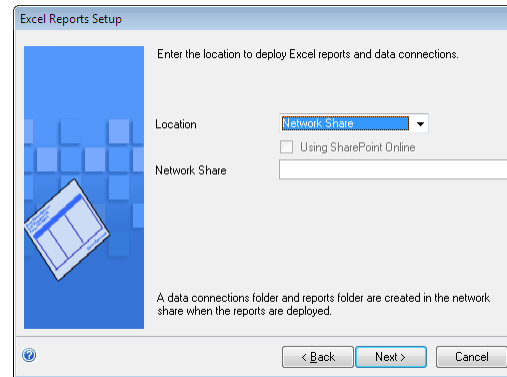 Excel Reports Setup
Enter the location to deploy Excel reports and data connections.
Location
Network Share
Using SharePoint Online
Network Share
A data connections folder and reports folder are created in the network
share when the reports are deployed.
< Back
Next >
Cancel